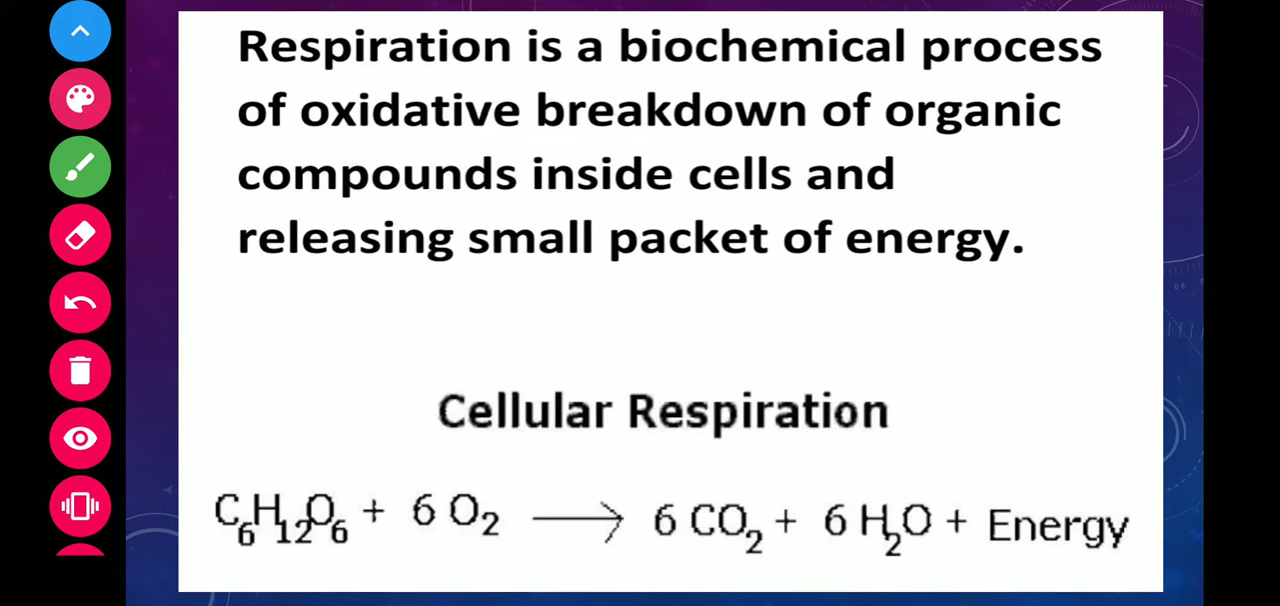 Respiration is a biochemical process
of oxidative breakdown of organic
compounds inside cells and
releasing small packet of energy.
Cellular Respiration
C₆H₁₂O₆ + 6 O₂ ⟶ 6 CO₂ + 6 H₂O + Energy